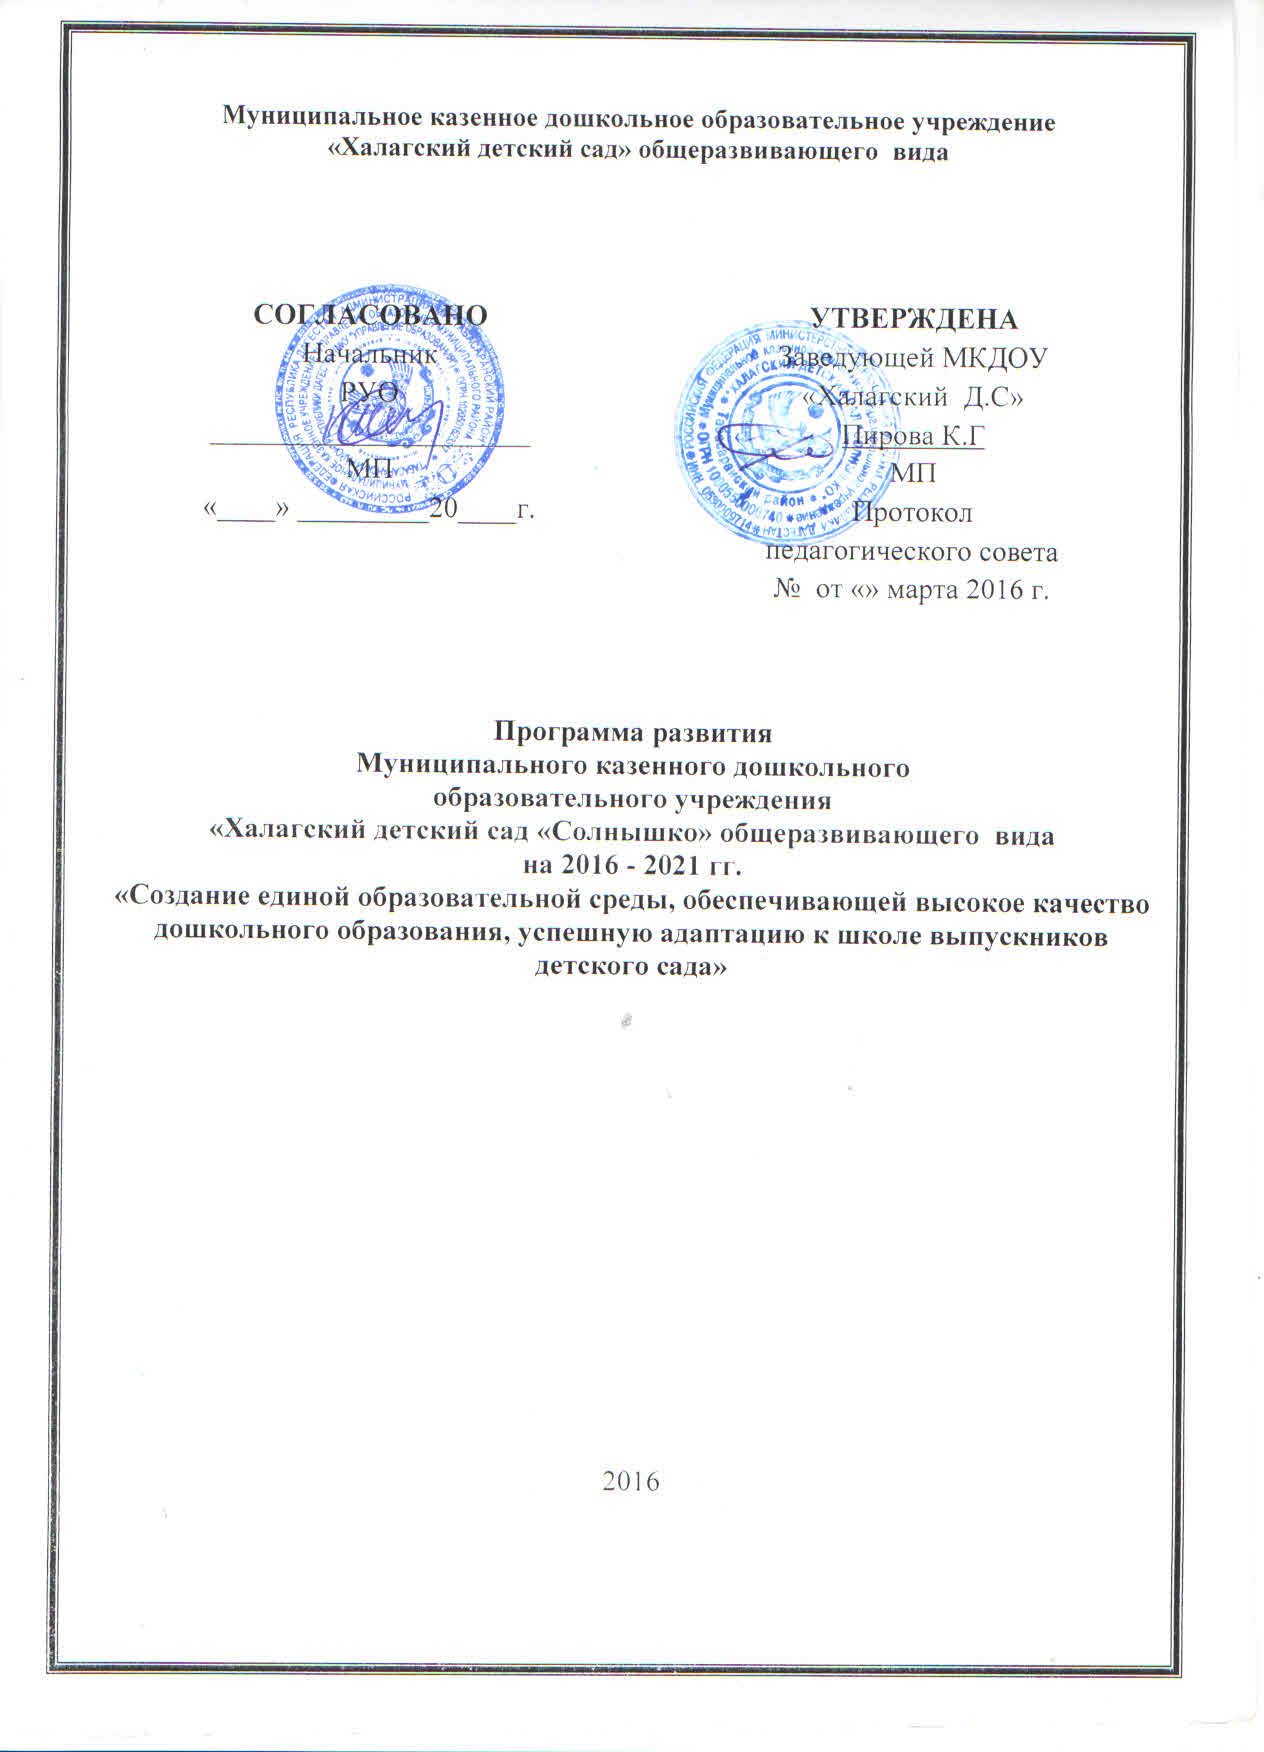 Муниципальное казенное дошкольное образовательное учреждение
«Халагский детский сад» общеразвивающего вида
СОГЛАСОВАНО
Начальник
РУО
МП
«____» _________20____г.
УТВЕРЖДЕНА
Заведующей МКДОУ
«Халагский Д.С»
Пирова К.Г
МП
Протокол
педагогического совета
№ от «» марта 2016 г.
Программа развития
Муниципального казенного дошкольного
образовательного учреждения
«Халагский детский сад «Солнышко» общеразвивающего вида
на 2016 - 2021 гг.
«Создание единой образовательной среды, обеспечивающей высокое качество
дошкольного образования, успешную адаптацию к школе выпускников
детского сада»
2016